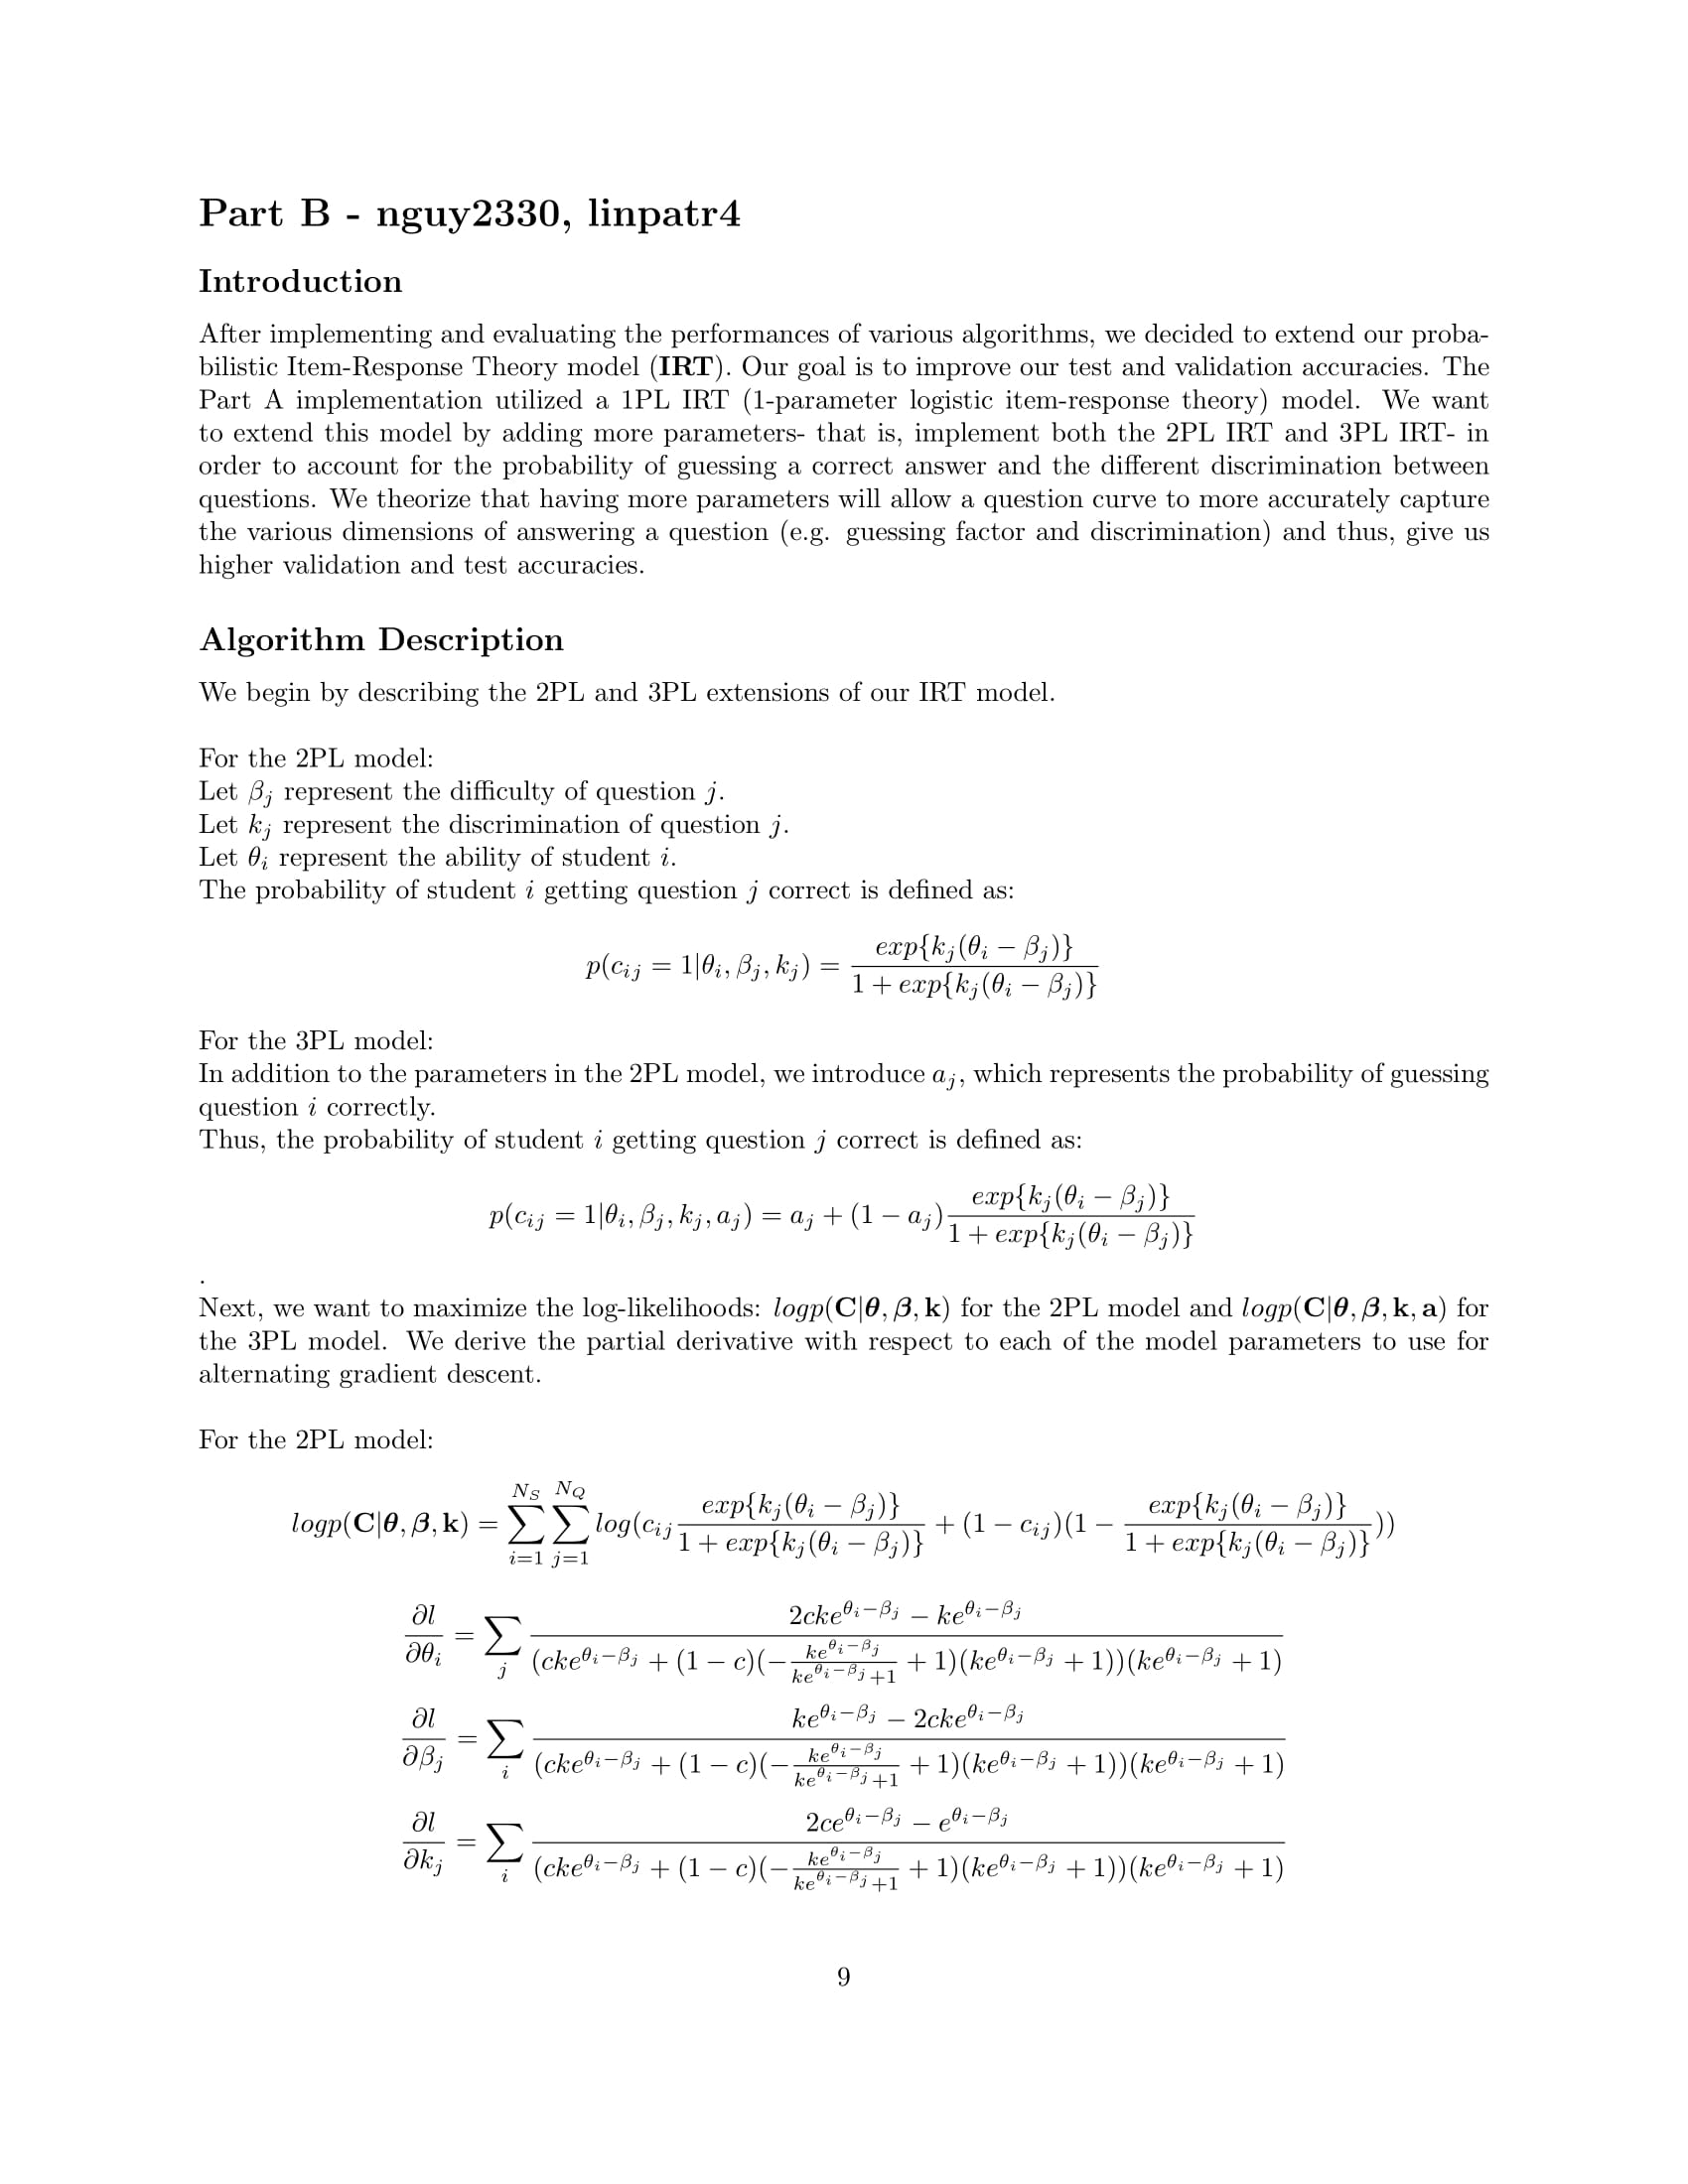 Part B - nguy2330, linpatr4
Introduction
After implementing and evaluating the performances of various algorithms, we decided to extend our proba-
bilistic Item-Response Theory model (IRT). Our goal is to improve our test and validation accuracies. The
Part A implementation utilized a 1PL IRT (1-parameter logistic item-response theory) model. We want
to extend this model by adding more parameters- that is, implement both the 2PL IRT and 3PL IRT- in
order to account for the probability of guessing a correct answer and the different discrimination between
questions. We theorize that having more parameters will allow a question curve to more accurately capture
the various dimensions of answering a question (e.g. guessing factor and discrimination) and thus, give us
higher validation and test accuracies.
Algorithm Description
We begin by describing the 2PL and 3PL extensions of our IRT model.
For the 2PL model:
Let $\beta_j$ represent the difficulty of question $j$.
Let $k_j$ represent the discrimination of question $j$.
Let $\theta_i$ represent the ability of student $i$.
The probability of student $i$ getting question $j$ correct is defined as:
$p(c_{ij} = 1|\theta_i, \beta_j, k_j) = \frac{exp\{k_j(\theta_i - \beta_j)\}}{1 + exp\{k_j(\theta_i - \beta_j)\}}$
For the 3PL model:
In addition to the parameters in the 2PL model, we introduce $a_j$, which represents the probability of guessing
question $i$ correctly.
Thus, the probability of student $i$ getting question $j$ correct is defined as:
$p(c_{ij} = 1|\theta_i, \beta_j, k_j, a_j) = a_j + (1 - a_j)\frac{exp\{k_j(\theta_i - \beta_j)\}}{1 + exp\{k_j(\theta_i - \beta_j)\}}$
.
Next, we want to maximize the log-likelihoods: $logp(\mathbf{C}|\boldsymbol{\theta}, \boldsymbol{\beta}, \mathbf{k})$ for the 2PL model and $logp(\mathbf{C}|\boldsymbol{\theta}, \boldsymbol{\beta}, \mathbf{k}, \mathbf{a})$ for
the 3PL model. We derive the partial derivative with respect to each of the model parameters to use for
alternating gradient descent.
For the 2PL model:
$logp(\mathbf{C}|\boldsymbol{\theta}, \boldsymbol{\beta}, \mathbf{k}) = \sum_{i=1}^{N_S} \sum_{j=1}^{N_Q} log(c_{ij}\frac{exp\{k_j(\theta_i - \beta_j)\}}{1 + exp\{k_j(\theta_i - \beta_j)\}} + (1 - c_{ij})(1 - \frac{exp\{k_j(\theta_i - \beta_j)\}}{1 + exp\{k_j(\theta_i - \beta_j)\}}))$
$\frac{\partial l}{\partial \theta_i} = \sum_j \frac{2cke^{\theta_i - \beta_j} - ke^{\theta_i - \beta_j}}{(cke^{\theta_i - \beta_j} + (1 - c)(-\frac{ke^{\theta_i - \beta_j}}{ke^{\theta_i - \beta_j} + 1} + 1)(ke^{\theta_i - \beta_j} + 1))(ke^{\theta_i - \beta_j} + 1)}$
$\frac{\partial l}{\partial \beta_j} = \sum_i \frac{ke^{\theta_i - \beta_j} - 2cke^{\theta_i - \beta_j}}{(cke^{\theta_i - \beta_j} + (1 - c)(-\frac{ke^{\theta_i - \beta_j}}{ke^{\theta_i - \beta_j} + 1} + 1)(ke^{\theta_i - \beta_j} + 1))(ke^{\theta_i - \beta_j} + 1)}$
$\frac{\partial l}{\partial k_j} = \sum_i \frac{2ce^{\theta_i - \beta_j} - e^{\theta_i - \beta_j}}{(cke^{\theta_i - \beta_j} + (1 - c)(-\frac{ke^{\theta_i - \beta_j}}{ke^{\theta_i - \beta_j} + 1} + 1)(ke^{\theta_i - \beta_j} + 1))(ke^{\theta_i - \beta_j} + 1)}$
9